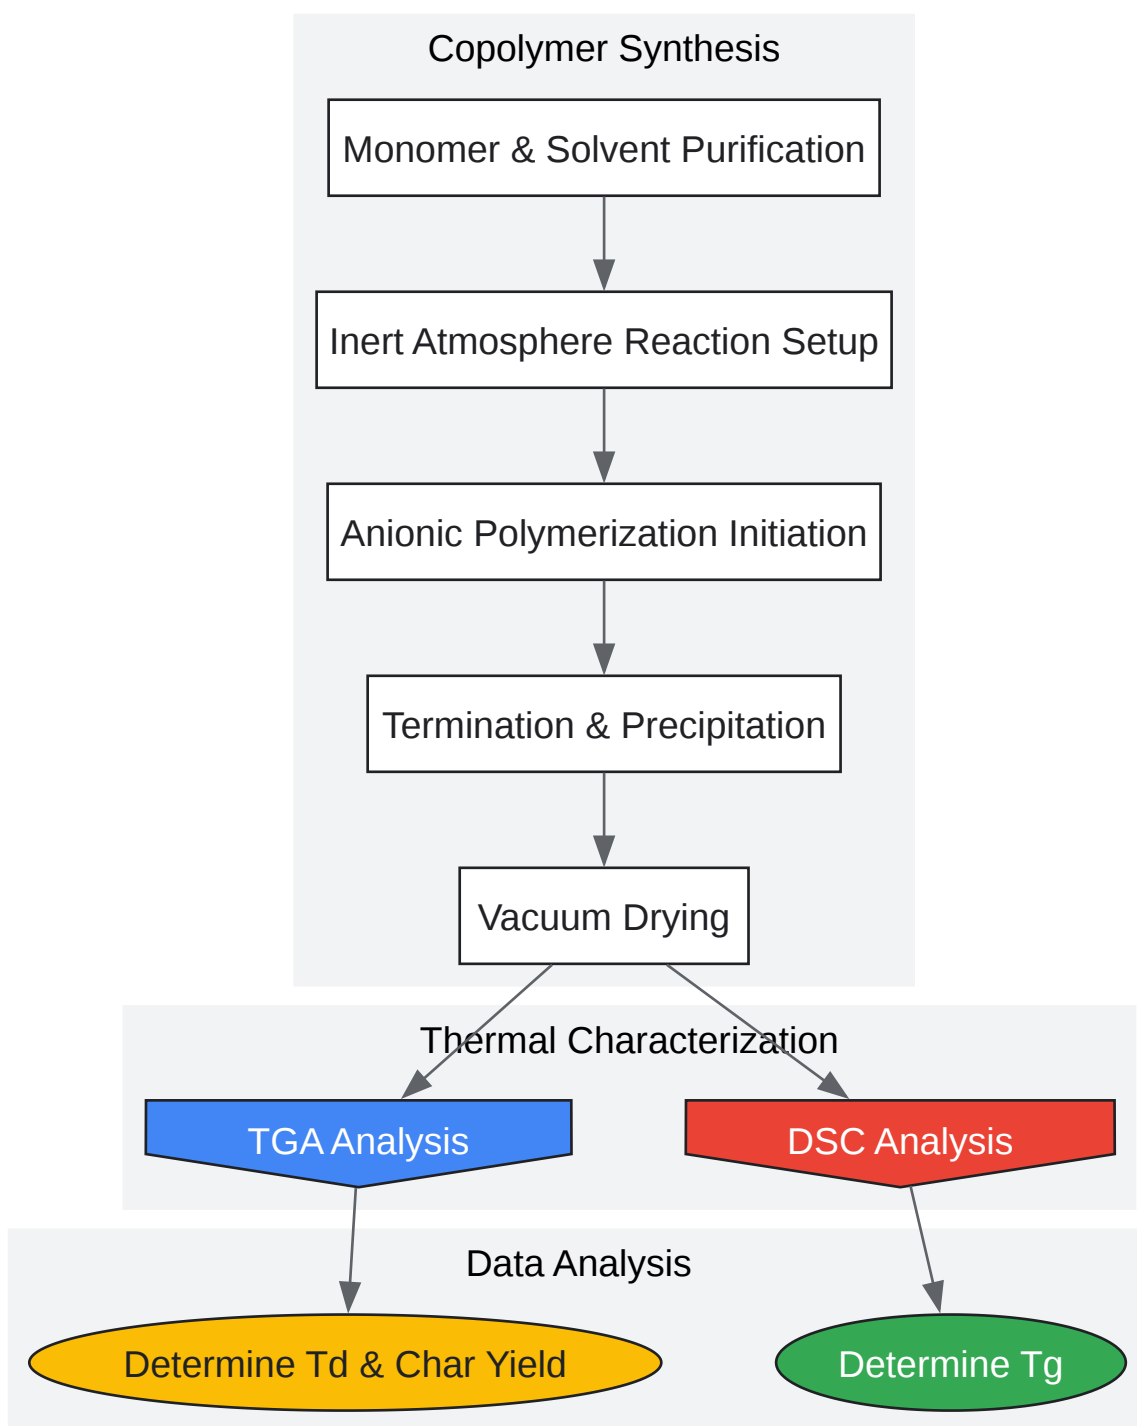 Copolymer Synthesis
Monomer & Solvent Purification
Inert Atmosphere Reaction Setup
Anionic Polymerization Initiation
Termination & Precipitation
Vacuum Drying
Thermal Characterization
TGA Analysis
DSC Analysis
Data Analysis
Determine Td & Char Yield
Determine Tg